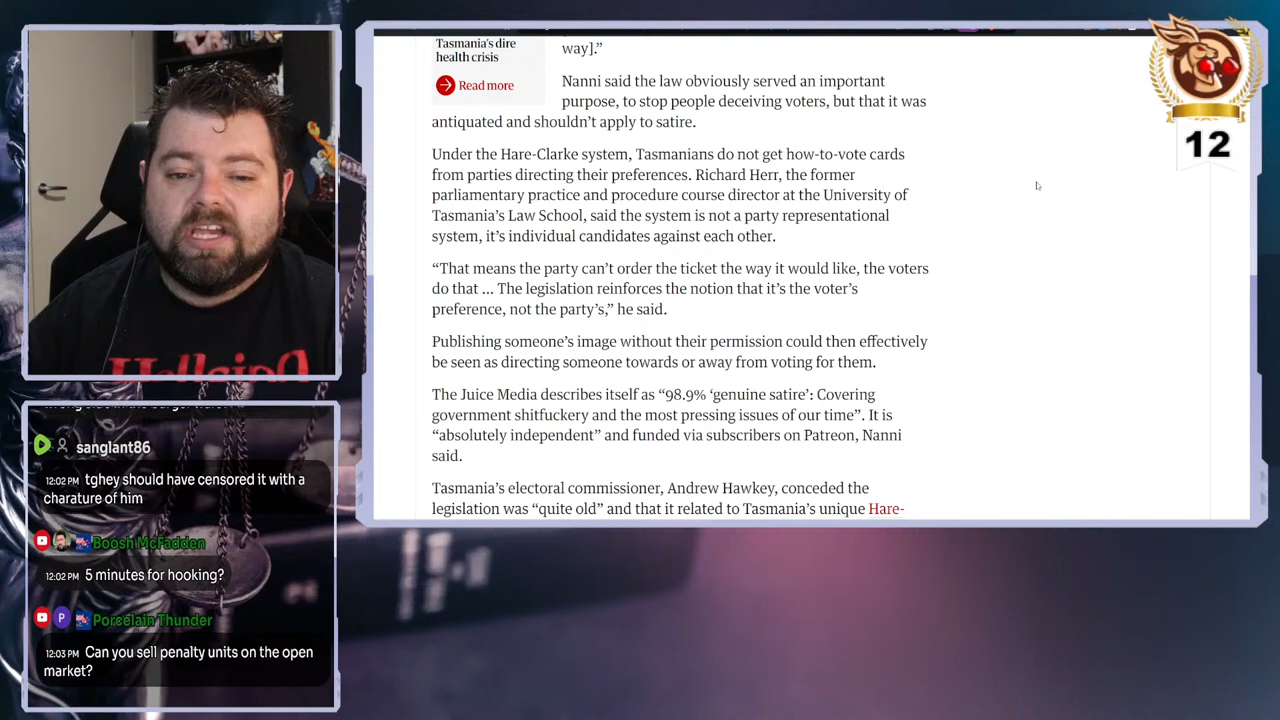 Tasmania's dire
health crisis
Read more
way].”
Nanni said the law obviously served an important
purpose, to stop people deceiving voters, but that it was
antiquated and shouldn’t apply to satire.
Under the Hare-Clarke system, Tasmanians do not get how-to-vote cards
from parties directing their preferences. Richard Herr, the former
parliamentary practice and procedure course director at the University of
Tasmania’s Law School, said the system is not a party representational
system, it’s individual candidates against each other.
“That means the party can’t order the ticket the way it would like, the voters
do that ... The legislation reinforces the notion that it’s the voter’s
preference, not the party’s,” he said.
Publishing someone’s image without their permission could then effectively
be seen as directing someone towards or away from voting for them.
The Juice Media describes itself as “98.9% ‘genuine satire’: Covering
government shitfuckery and the most pressing issues of our time”. It is
“absolutely independent” and funded via subscribers on Patreon, Nanni
said.
Tasmania’s electoral commissioner, Andrew Hawkey, conceded the
legislation was “quite old” and that it related to Tasmania’s unique Hare-
12
Hellsing
sanglant86
12:02 PM tghey should have censored it with a
charature of him
Boosh McFadden
12:02 PM 5 minutes for hooking?
P
Porcelain Thunder
12:03 PM Can you sell penalty units on the open
market?